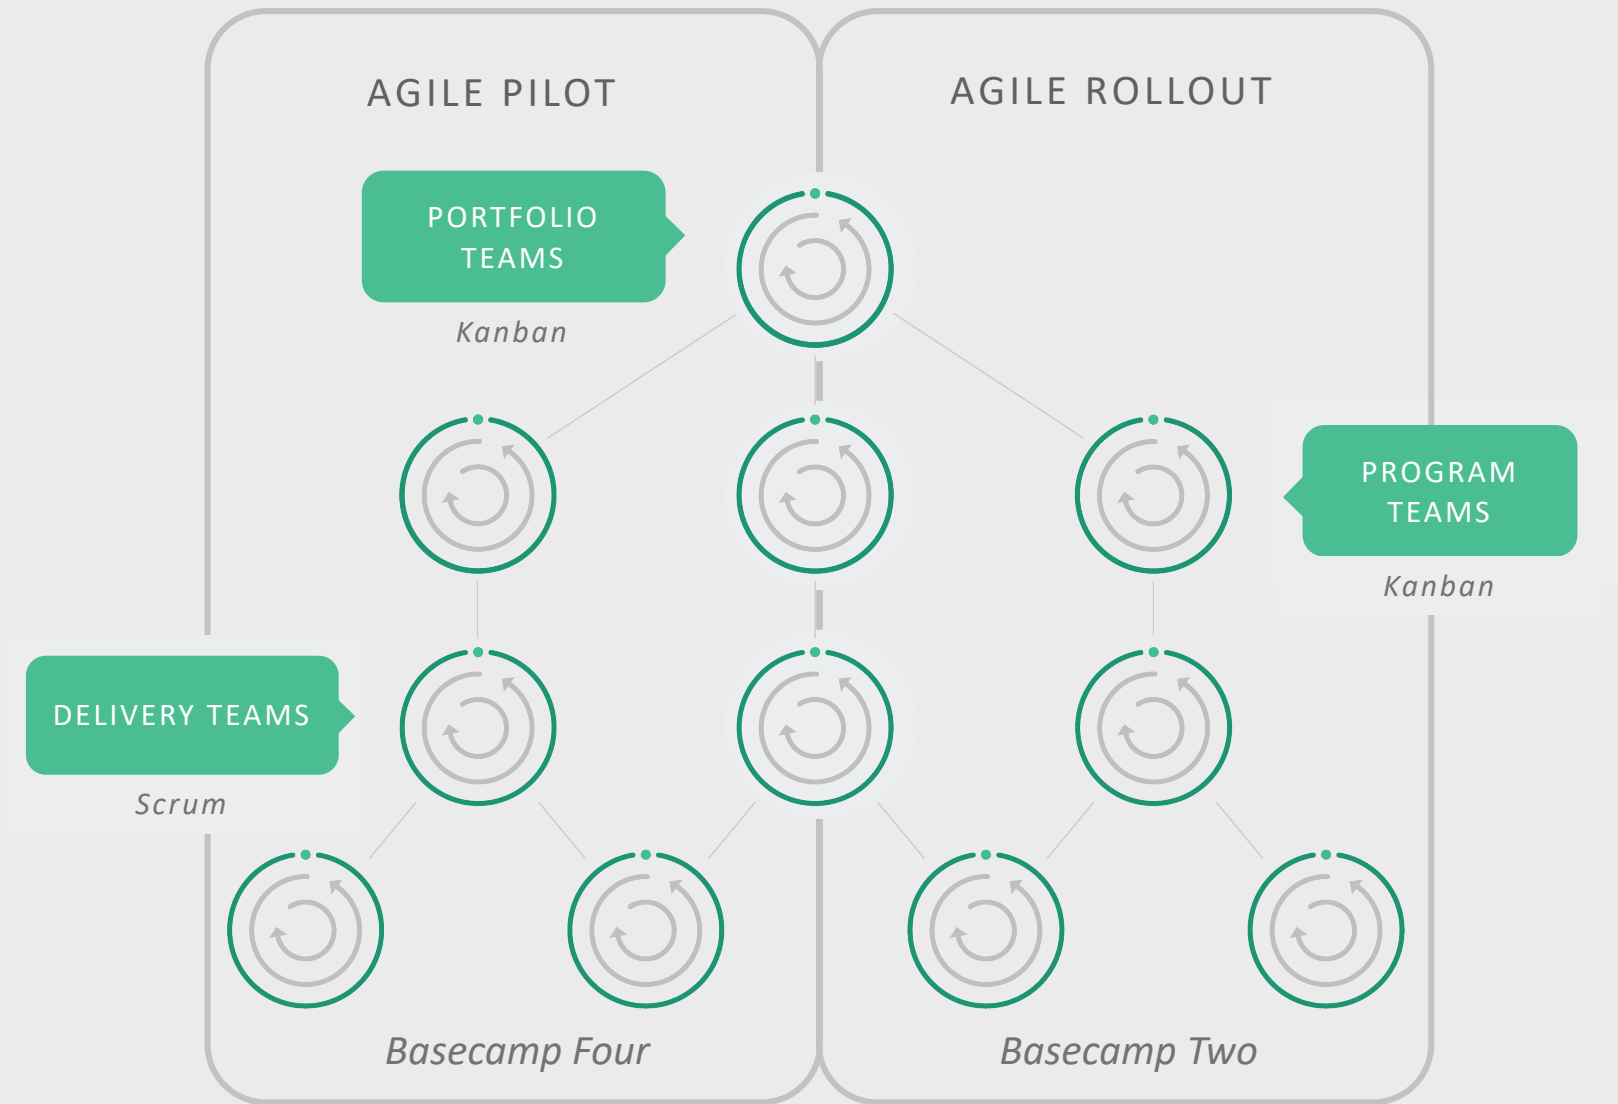 AGILE PILOT
AGILE ROLLOUT
PORTFOLIO
TEAMS
Kanban
PROGRAM
TEAMS
Kanban
DELIVERY TEAMS
Scrum
Basecamp Four
Basecamp Two